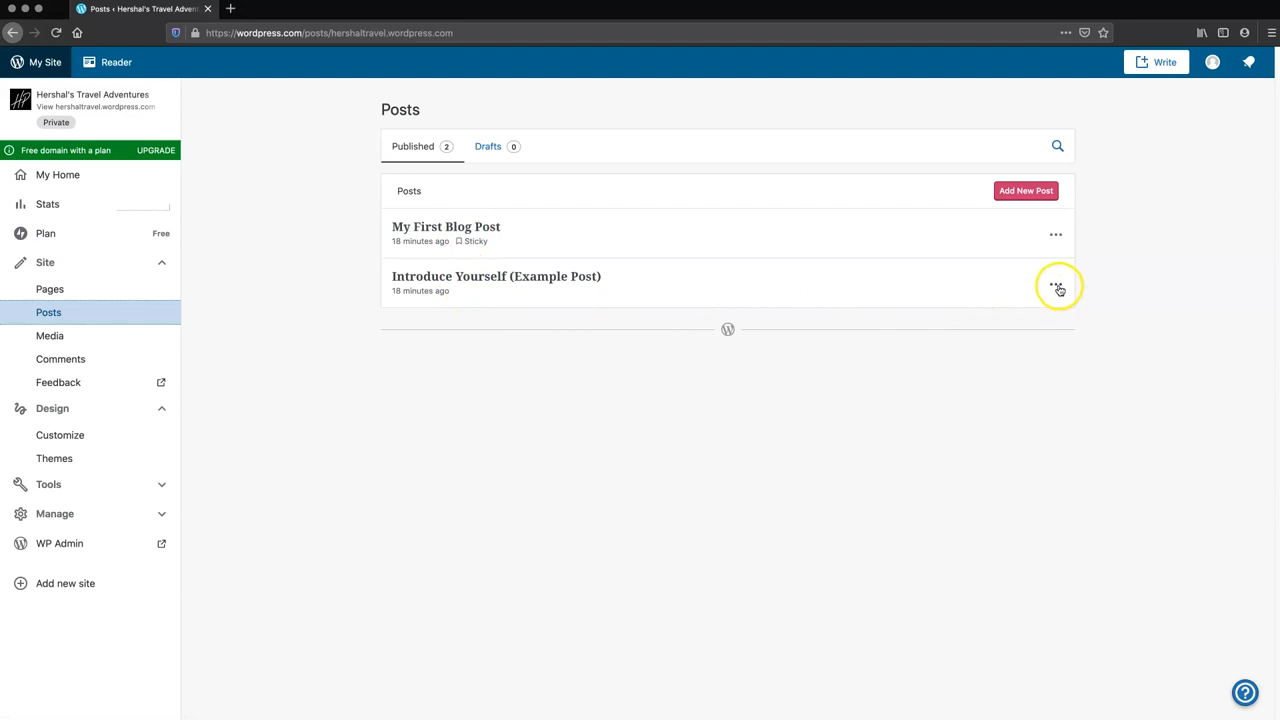 Posts ‹ Hershal's Travel Adven
https://wordpress.com/posts/hershaltravel.wordpress.com
My Site
Reader
Write
Hershal's Travel Adventures
View hershaltravel.wordpress.com
Private
Free domain with a plan UPGRADE
My Home
Stats
Plan Free
Site
Pages
Posts
Media
Comments
Feedback
Design
Customize
Themes
Tools
Manage
WP Admin
Add new site
Posts
Published 2 Drafts 0
Posts Add New Post
My First Blog Post
18 minutes ago Sticky
Introduce Yourself (Example Post)
18 minutes ago